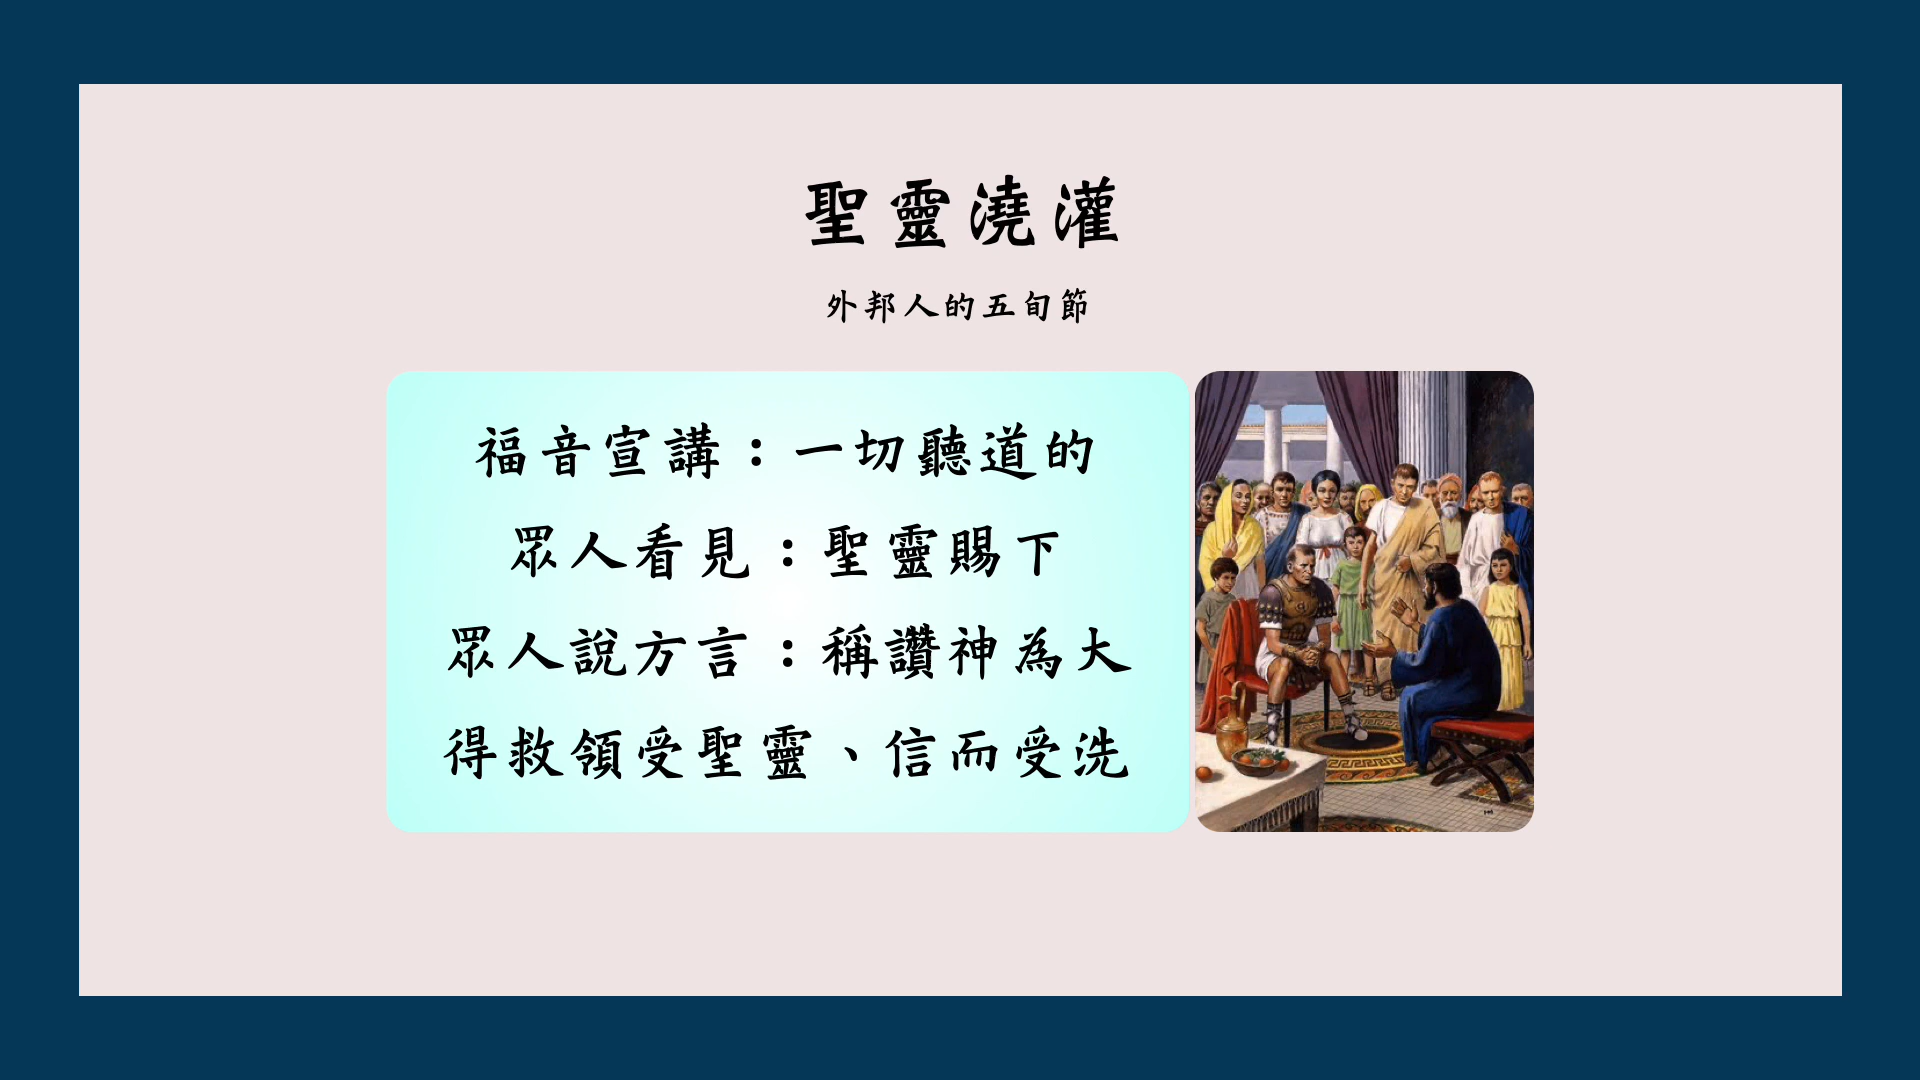 聖靈澆灌
外邦人的五旬節
福音宣講：一切聽道的
眾人看見：聖靈賜下
眾人說方言：稱讚神為大
得救領受聖靈、信而受洗